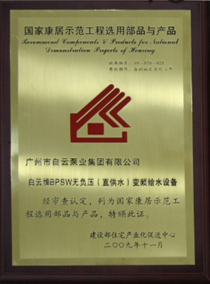 国家康居示范工程选用部品与产品
Recommend Components & Products for National
Demonstration Projects of Housing
广州市白云泵业集团有限公司
BPSW无负压（直供水）变频给水设备
经审查认定，列为国家康居示范工
程选用部品与产品，特颁此证。
建设部住宅产业化促进中心
二〇〇九年十一月